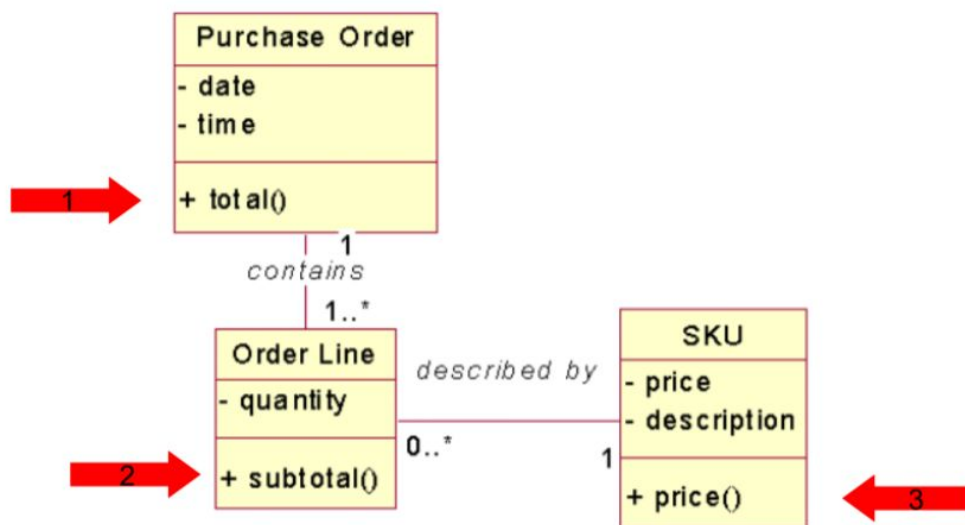 Purchase Order
- date
- time
1
+ total()
1
contains
1..*
Order Line
- quantity
2
+ subtotal()
described by
0..*
1
SKU
- price
- description
+ price()
3